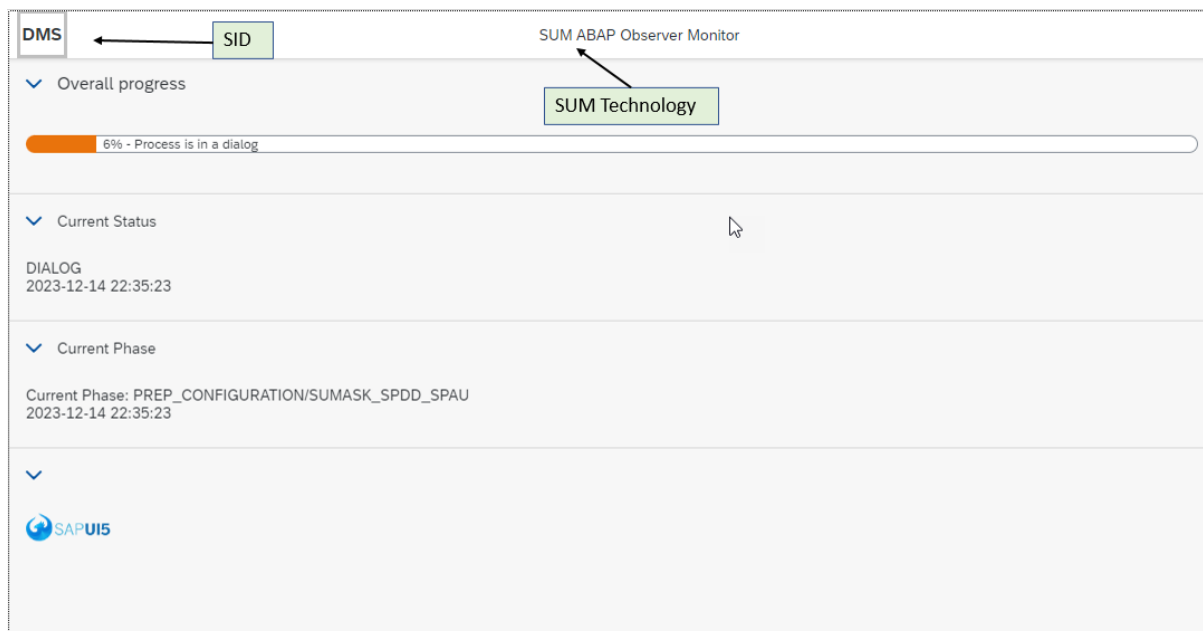 DMS
SID
SUM ABAP Observer Monitor
Overall progress
SUM Technology
6% - Process is in a dialog
Current Status
DIALOG
2023-12-14 22:35:23
Current Phase
Current Phase: PREP_CONFIGURATION/SUMASK_SPDD_SPAU
2023-12-14 22:35:23
SAPUI5